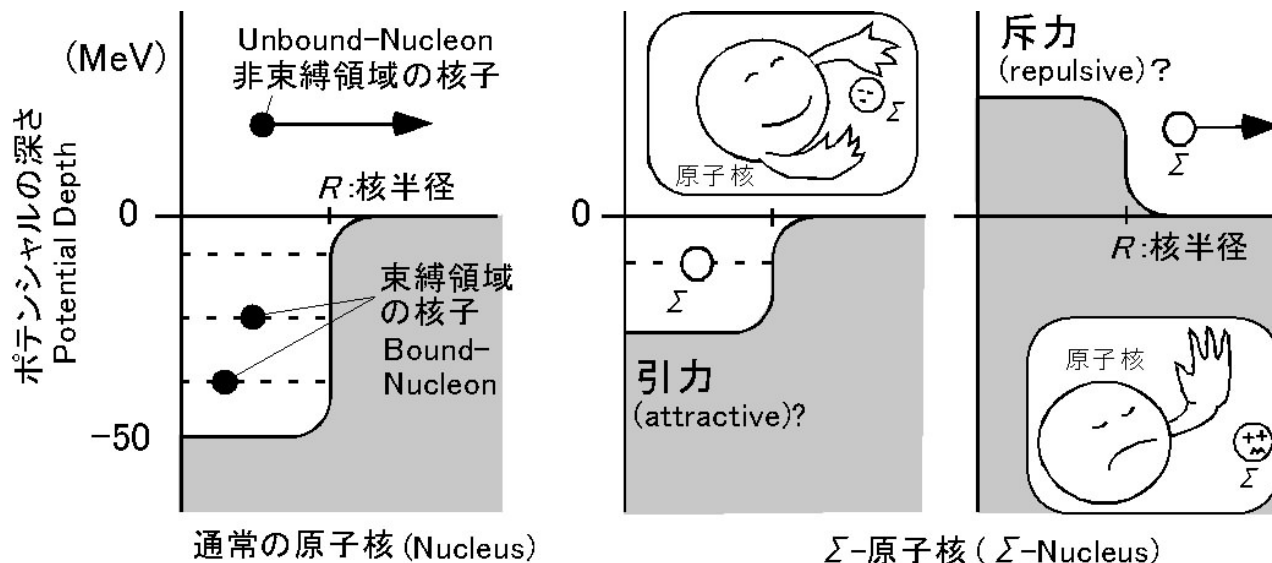 (MeV)
ポテンシャルの深さ
Potential Depth
Unbound-Nucleon
非束縛領域の核子
R:核半径
0
束縛領域
の核子
Bound-
Nucleon
-50
通常の原子核(Nucleus)
原子核
Σ
0
Σ
引力
(attractive)?
斥力
(repulsive)?
Σ
R:核半径
原子核
Σ
Σ-原子核(Σ-Nucleus)